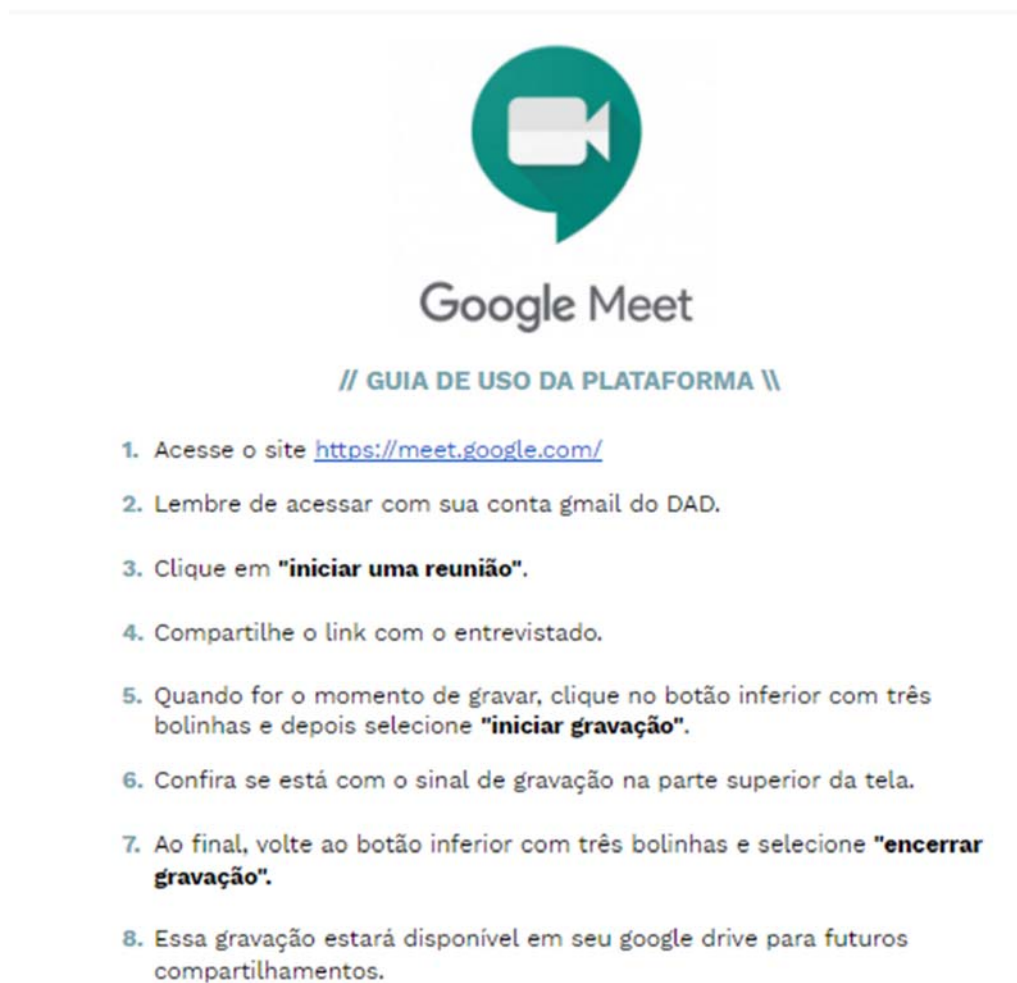 Google Meet
// GUIA DE USO DA PLATAFORMA \\
1. Acesse o site https://meet.google.com/
2. Lembre de acessar com sua conta gmail do DAD.
3. Clique em "iniciar uma reunião".
4. Compartilhe o link com o entrevistado.
5. Quando for o momento de gravar, clique no botão inferior com três
bolinhas e depois selecione "iniciar gravação".
6. Confira se está com o sinal de gravação na parte superior da tela.
7. Ao final, volte ao botão inferior com três bolinhas e selecione "encerrar
gravação".
8. Essa gravação estará disponível em seu google drive para futuros
compartilhamentos.